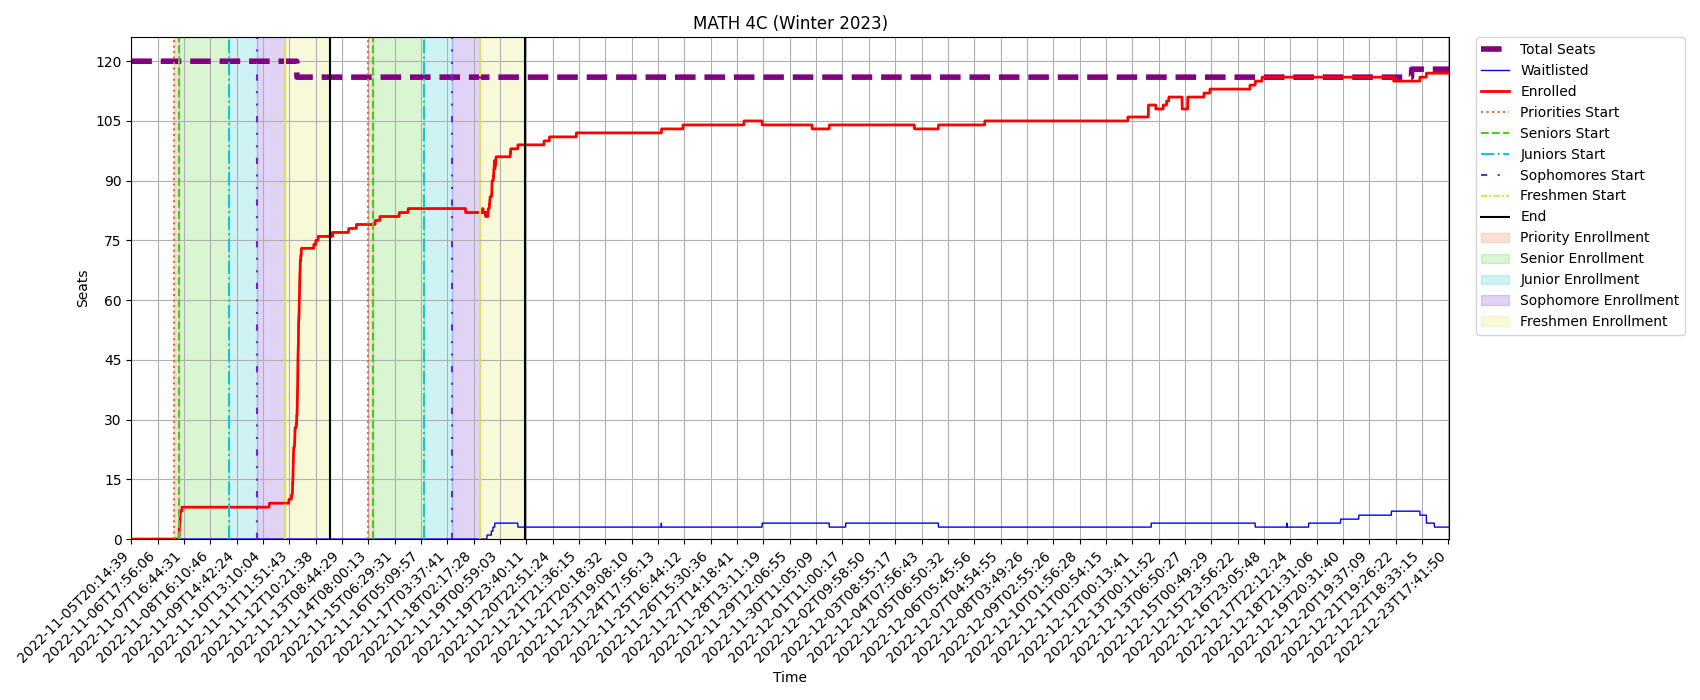 MATH 4C (Winter 2023)
Seats
120
105
90
75
60
45
30
15
0
2022-11-05T20:14:39
2022-11-06T17:56:06
2022-11-07T16:44:31
2022-11-08T16:10:46
2022-11-09T14:42:24
2022-11-10T13:10:04
2022-11-11T11:51:43
2022-11-12T10:21:38
2022-11-13T08:44:29
2022-11-14T08:00:13
2022-11-15T06:29:31
2022-11-16T05:09:57
2022-11-17T03:37:41
2022-11-18T02:17:28
2022-11-19T00:59:03
2022-11-19T23:40:11
2022-11-20T22:51:24
2022-11-21T21:36:15
2022-11-22T20:18:32
2022-11-23T19:08:10
2022-11-24T17:56:13
2022-11-25T16:44:12
2022-11-26T15:30:36
2022-11-27T14:18:41
2022-11-28T13:11:19
2022-11-29T12:06:55
2022-11-30T11:05:09
2022-12-01T11:00:17
2022-12-02T09:58:50
2022-12-03T08:55:17
2022-12-04T07:56:43
2022-12-05T06:50:32
2022-12-06T05:45:56
2022-12-07T04:54:55
2022-12-08T03:49:26
2022-12-09T02:55:26
2022-12-10T01:56:28
2022-12-11T00:54:15
2022-12-12T00:13:41
2022-12-13T00:11:52
2022-12-13T06:50:27
2022-12-15T00:49:29
2022-12-15T23:56:22
2022-12-16T23:05:48
2022-12-17T22:12:24
2022-12-18T21:31:06
2022-12-19T20:31:40
2022-12-20T19:37:09
2022-12-21T19:26:22
2022-12-22T18:33:15
2022-12-23T17:41:50
Time
Total Seats
Waitlisted
Enrolled
Priorities Start
Seniors Start
Juniors Start
Sophomores Start
Freshmen Start
End
Priority Enrollment
Senior Enrollment
Junior Enrollment
Sophomore Enrollment
Freshmen Enrollment